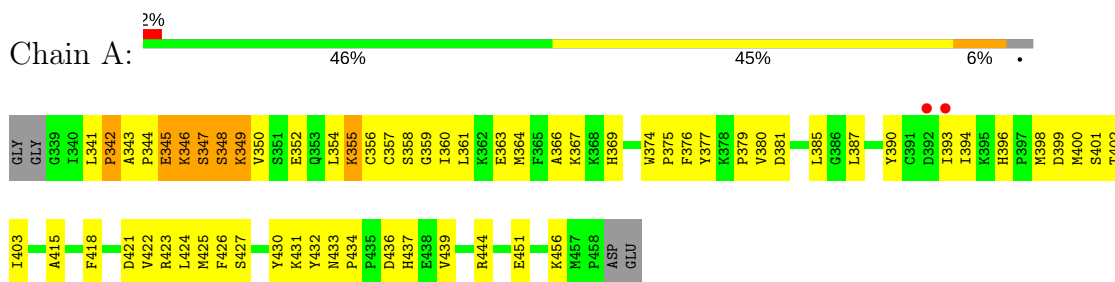 2%
Chain A:
46% 45% 6% •
GLY GLY G339 I340 L341 P342 A343 P344 E345 K346 S347 S348 K349 V350 S351 E352 Q353 L354 K355 C356 C357 S358 G359 I360 L361 K362 E363 M364 F365 A366 K367 K368 H369 W374 P375 F376 Y377 K378 P379 V380 D381 L385 G386 L387 Y390 C391 D392 I393 I394 K395 H396 P397 M398 D399 M400 S401 T402
I403 A415 F418 D421 V422 R423 L424 M425 F426 S427 Y430 K431 Y432 N433 P434 P435 D436 H437 E438 V439 R444 E451 K456 M457 P458 ASP GLU